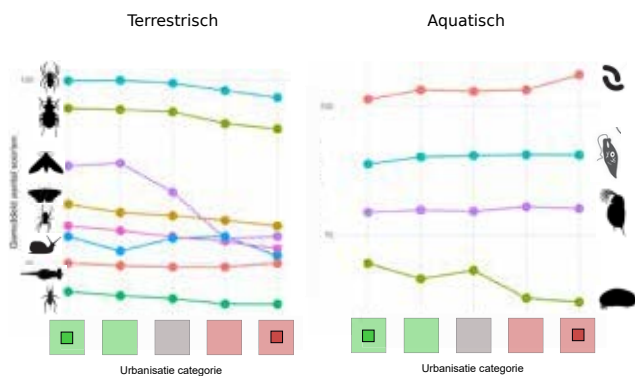 Terrestrisch
Aquatisch
Gemiddeld aantal soorten
Urbanisatie categorie
Urbanisatie categorie